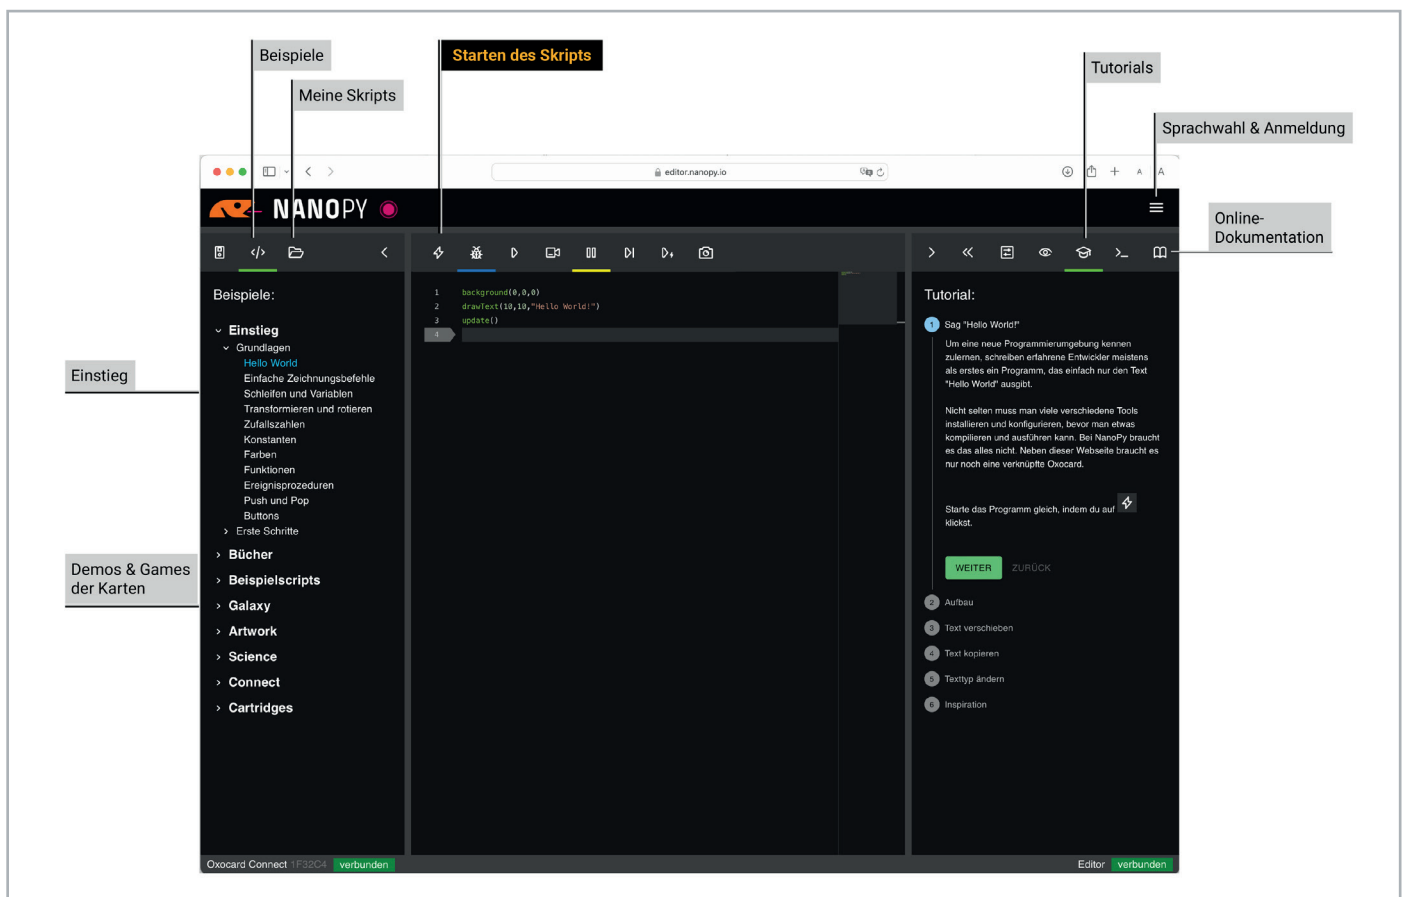 Beispiele
Meine Skripts
Starten des Skripts
Tutorials
Sprachwahl & Anmeldung
Online-
Dokumentation
Einstieg
Demos & Games
der Karten
editor.nanopy.io
A A
NANOPY
Beispiele:
Einstieg
Grundlagen
Hello World
Einfache Zeichnungsbefehle
Schleifen und Variablen
Transformieren und rotieren
Zufallszahlen
Konstanten
Farben
Funktionen
Ereignisprozeduren
Push und Pop
Buttons
Erste Schritte
Bücher
Beispielscripts
Galaxy
Artwork
Science
Connect
Cartridges
1 background(0,0,0)
2 drawText(10,10,"Hello World!")
3 update()
4
Tutorial:
1 Sag "Hello World!"
Um eine neue Programmierumgebung kennen
zulernen, schreiben erfahrene Entwickler meistens
als erstes ein Programm, das einfach nur den Text
"Hello World" ausgibt.
Nicht selten muss man viele verschiedene Tools
installieren und konfigurieren, bevor man etwas
kompilieren und ausführen kann. Bei NanoPy braucht
es das alles nicht. Neben dieser Webseite braucht es
nur noch eine verknüpfte Oxocard.
Starte das Programm gleich, indem du auf
klickst.
WEITER ZURÜCK
2 Aufbau
3 Text verschieben
4 Text kopieren
5 Texttyp ändern
6 Inspiration
Oxocard Connect 1F32C4 verbunden
Editor verbunden